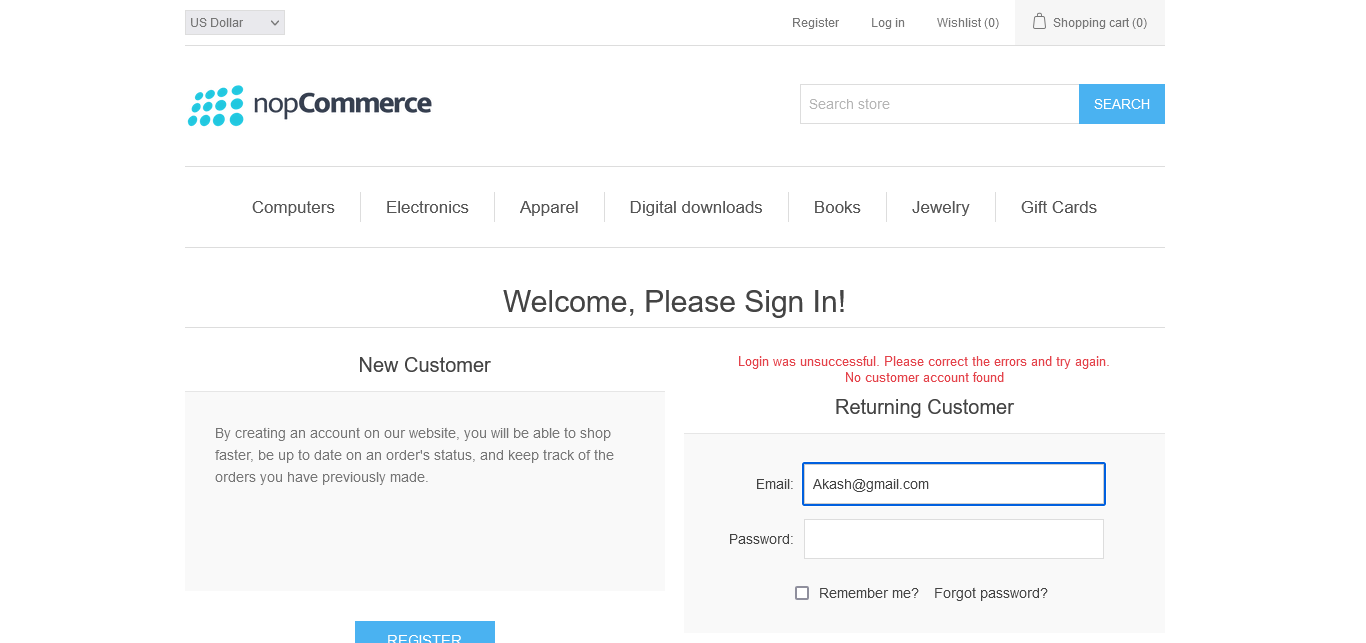 US Dollar
Register Log in Wishlist (0) Shopping cart (0)
nopCommerce
Search store SEARCH
Computers Electronics Apparel Digital downloads Books Jewelry Gift Cards
Welcome, Please Sign In!
New Customer
By creating an account on our website, you will be able to shop
faster, be up to date on an order's status, and keep track of the
orders you have previously made.
REGISTER
Login was unsuccessful. Please correct the errors and try again.
No customer account found
Returning Customer
Email: Akash@gmail.com
Password:
Remember me? Forgot password?